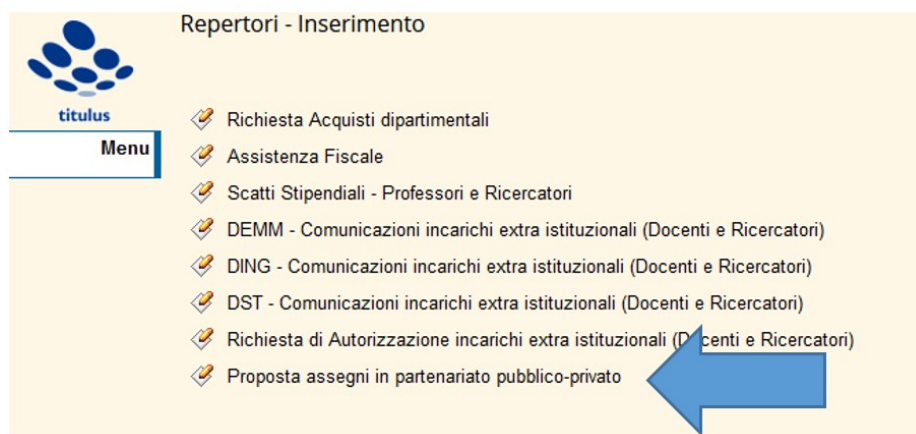 Repertori - Inserimento
titulus
Menu
Richiesta Acquisti dipartimentali
Assistenza Fiscale
Scatti Stipendiali - Professori e Ricercatori
DEMM - Comunicazioni incarichi extra istituzionali (Docenti e Ricercatori)
DING - Comunicazioni incarichi extra istituzionali (Docenti e Ricercatori)
DST - Comunicazioni incarichi extra istituzionali (Docenti e Ricercatori)
Richiesta di Autorizzazione incarichi extra istituzionali (Docenti e Ricercatori)
Proposta assegni in partenariato pubblico-privato